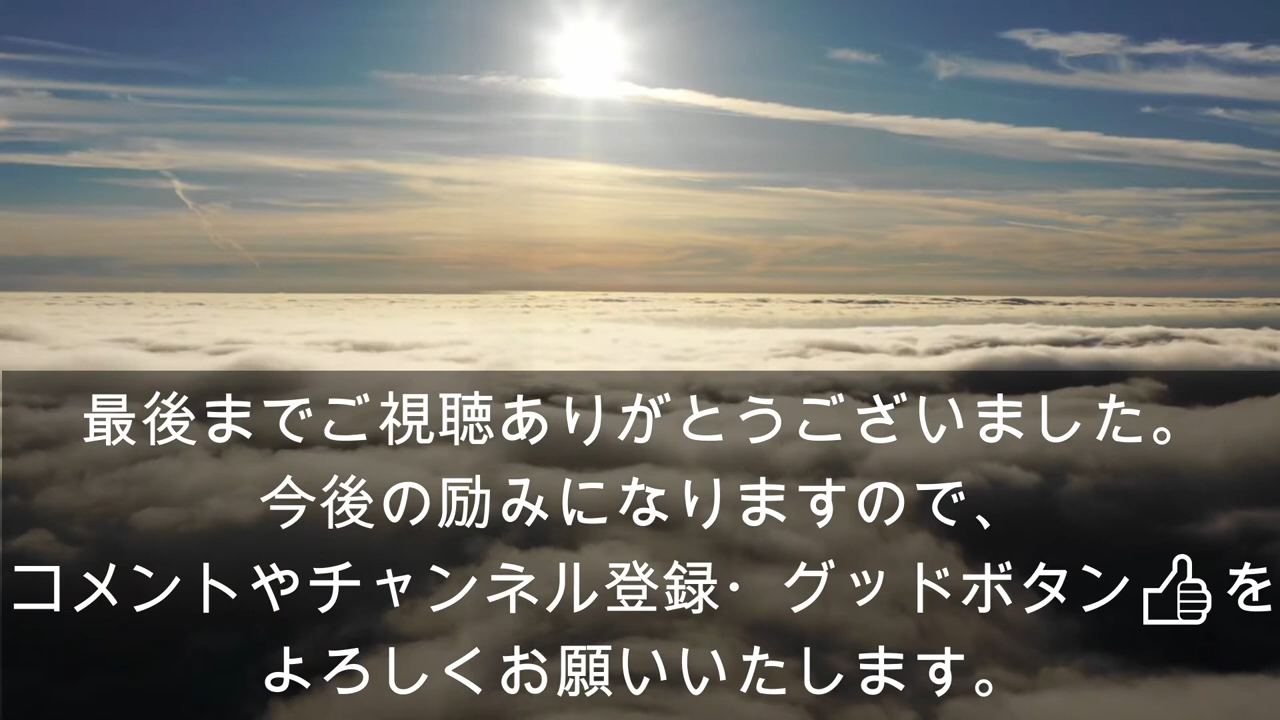 最後までご視聴ありがとうございました。
今後の励みになりますので、
コメントやチャンネル登録・グッドボタン👍を
よろしくお願いいたします。